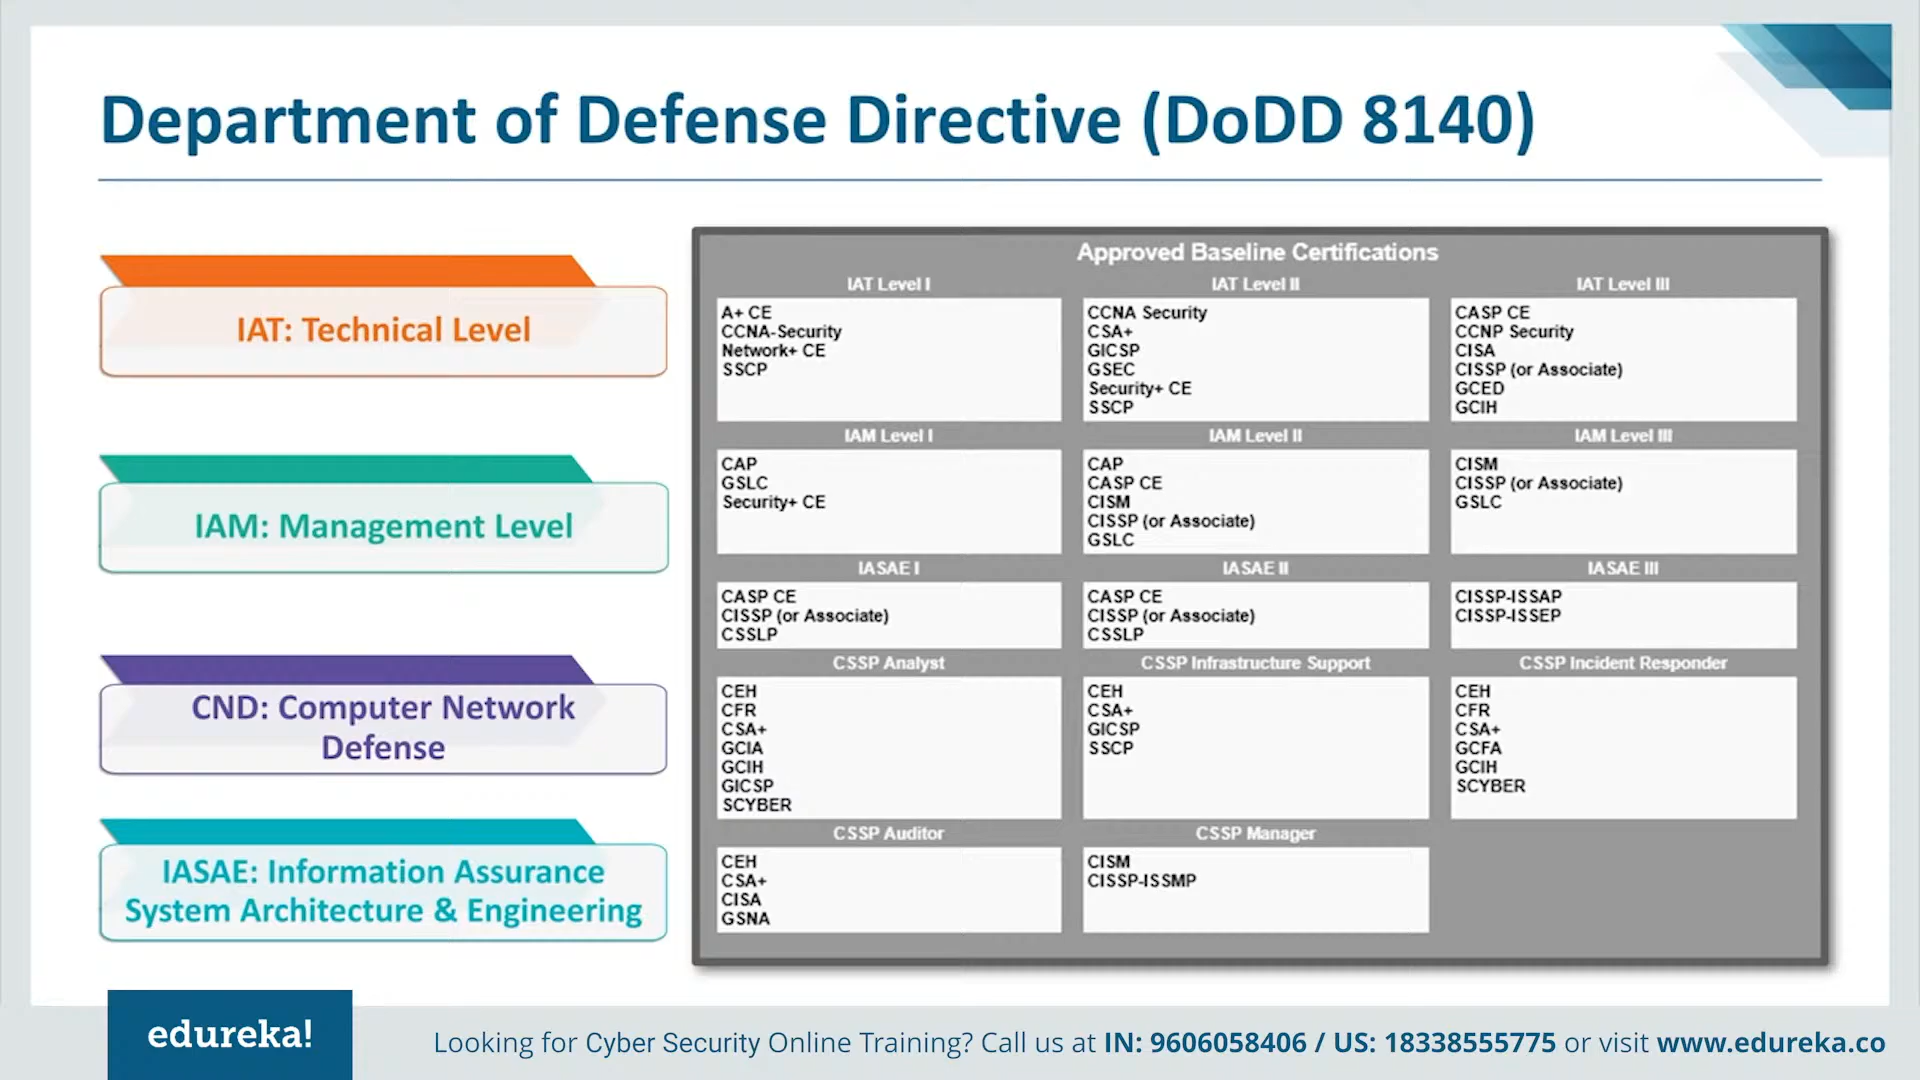 Department of Defense Directive (DoDD 8140)
IAT: Technical Level
IAM: Management Level
CND: Computer Network
Defense
IASAE: Information Assurance
System Architecture & Engineering
Approved Baseline Certifications
IAT Level I
A+ CE
CCNA-Security
Network+ CE
SSCP
IAT Level II
CCNA Security
CSA+
GICSP
GSEC
Security+ CE
SSCP
IAT Level III
CASP CE
CCNP Security
CISA
CISSP (or Associate)
GCED
GCIH
IAM Level I
CAP
GSLC
Security+ CE
IAM Level II
CAP
CASP CE
CISM
CISSP (or Associate)
GSLC
IAM Level III
CISM
CISSP (or Associate)
GSLC
IASAE I
CASP CE
CISSP (or Associate)
CSSLP
IASAE II
CASP CE
CISSP (or Associate)
CSSLP
IASAE III
CISSP-ISSAP
CISSP-ISSEP
CSSP Analyst
CEH
CFR
CSA+
GCIA
GCIH
GICSP
SCYBER
CSSP Infrastructure Support
CEH
CSA+
GICSP
SSCP
CSSP Incident Responder
CEH
CFR
CSA+
GCFA
GCIH
SCYBER
CSSP Auditor
CEH
CSA+
CISA
GSNA
CSSP Manager
CISM
CISSP-ISSMP
edureka!
Looking for Cyber Security Online Training? Call us at IN: 9606058406 / US: 18338555775 or visit www.edureka.co